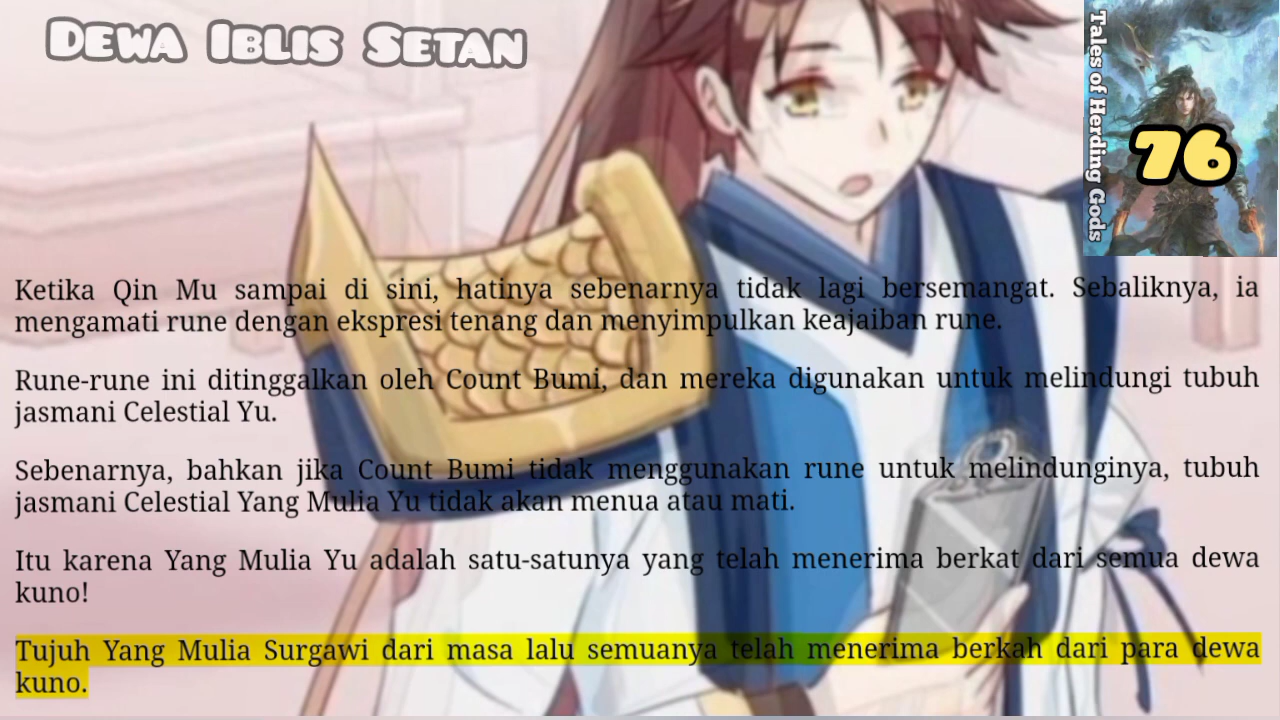 Dewa Iblis Setan
Tales of Herding Gods
76
Ketika Qin Mu sampai di sini, hatinya sebenarnya tidak lagi bersemangat. Sebaliknya, ia
mengamati rune dengan ekspresi tenang dan menyimpulkan keajaiban rune.
Rune-rune ini ditinggalkan oleh Count Bumi, dan mereka digunakan untuk melindungi tubuh
jasmani Celestial Yu.
Sebenarnya, bahkan jika Count Bumi tidak menggunakan rune untuk melindunginya, tubuh
jasmani Celestial Yang Mulia Yu tidak akan menua atau mati.
Itu karena Yang Mulia Yu adalah satu-satunya yang telah menerima berkat dari semua dewa
kuno!
Tujuh Yang Mulia Surgawi dari masa lalu semuanya telah menerima berkah dari para dewa
kuno.